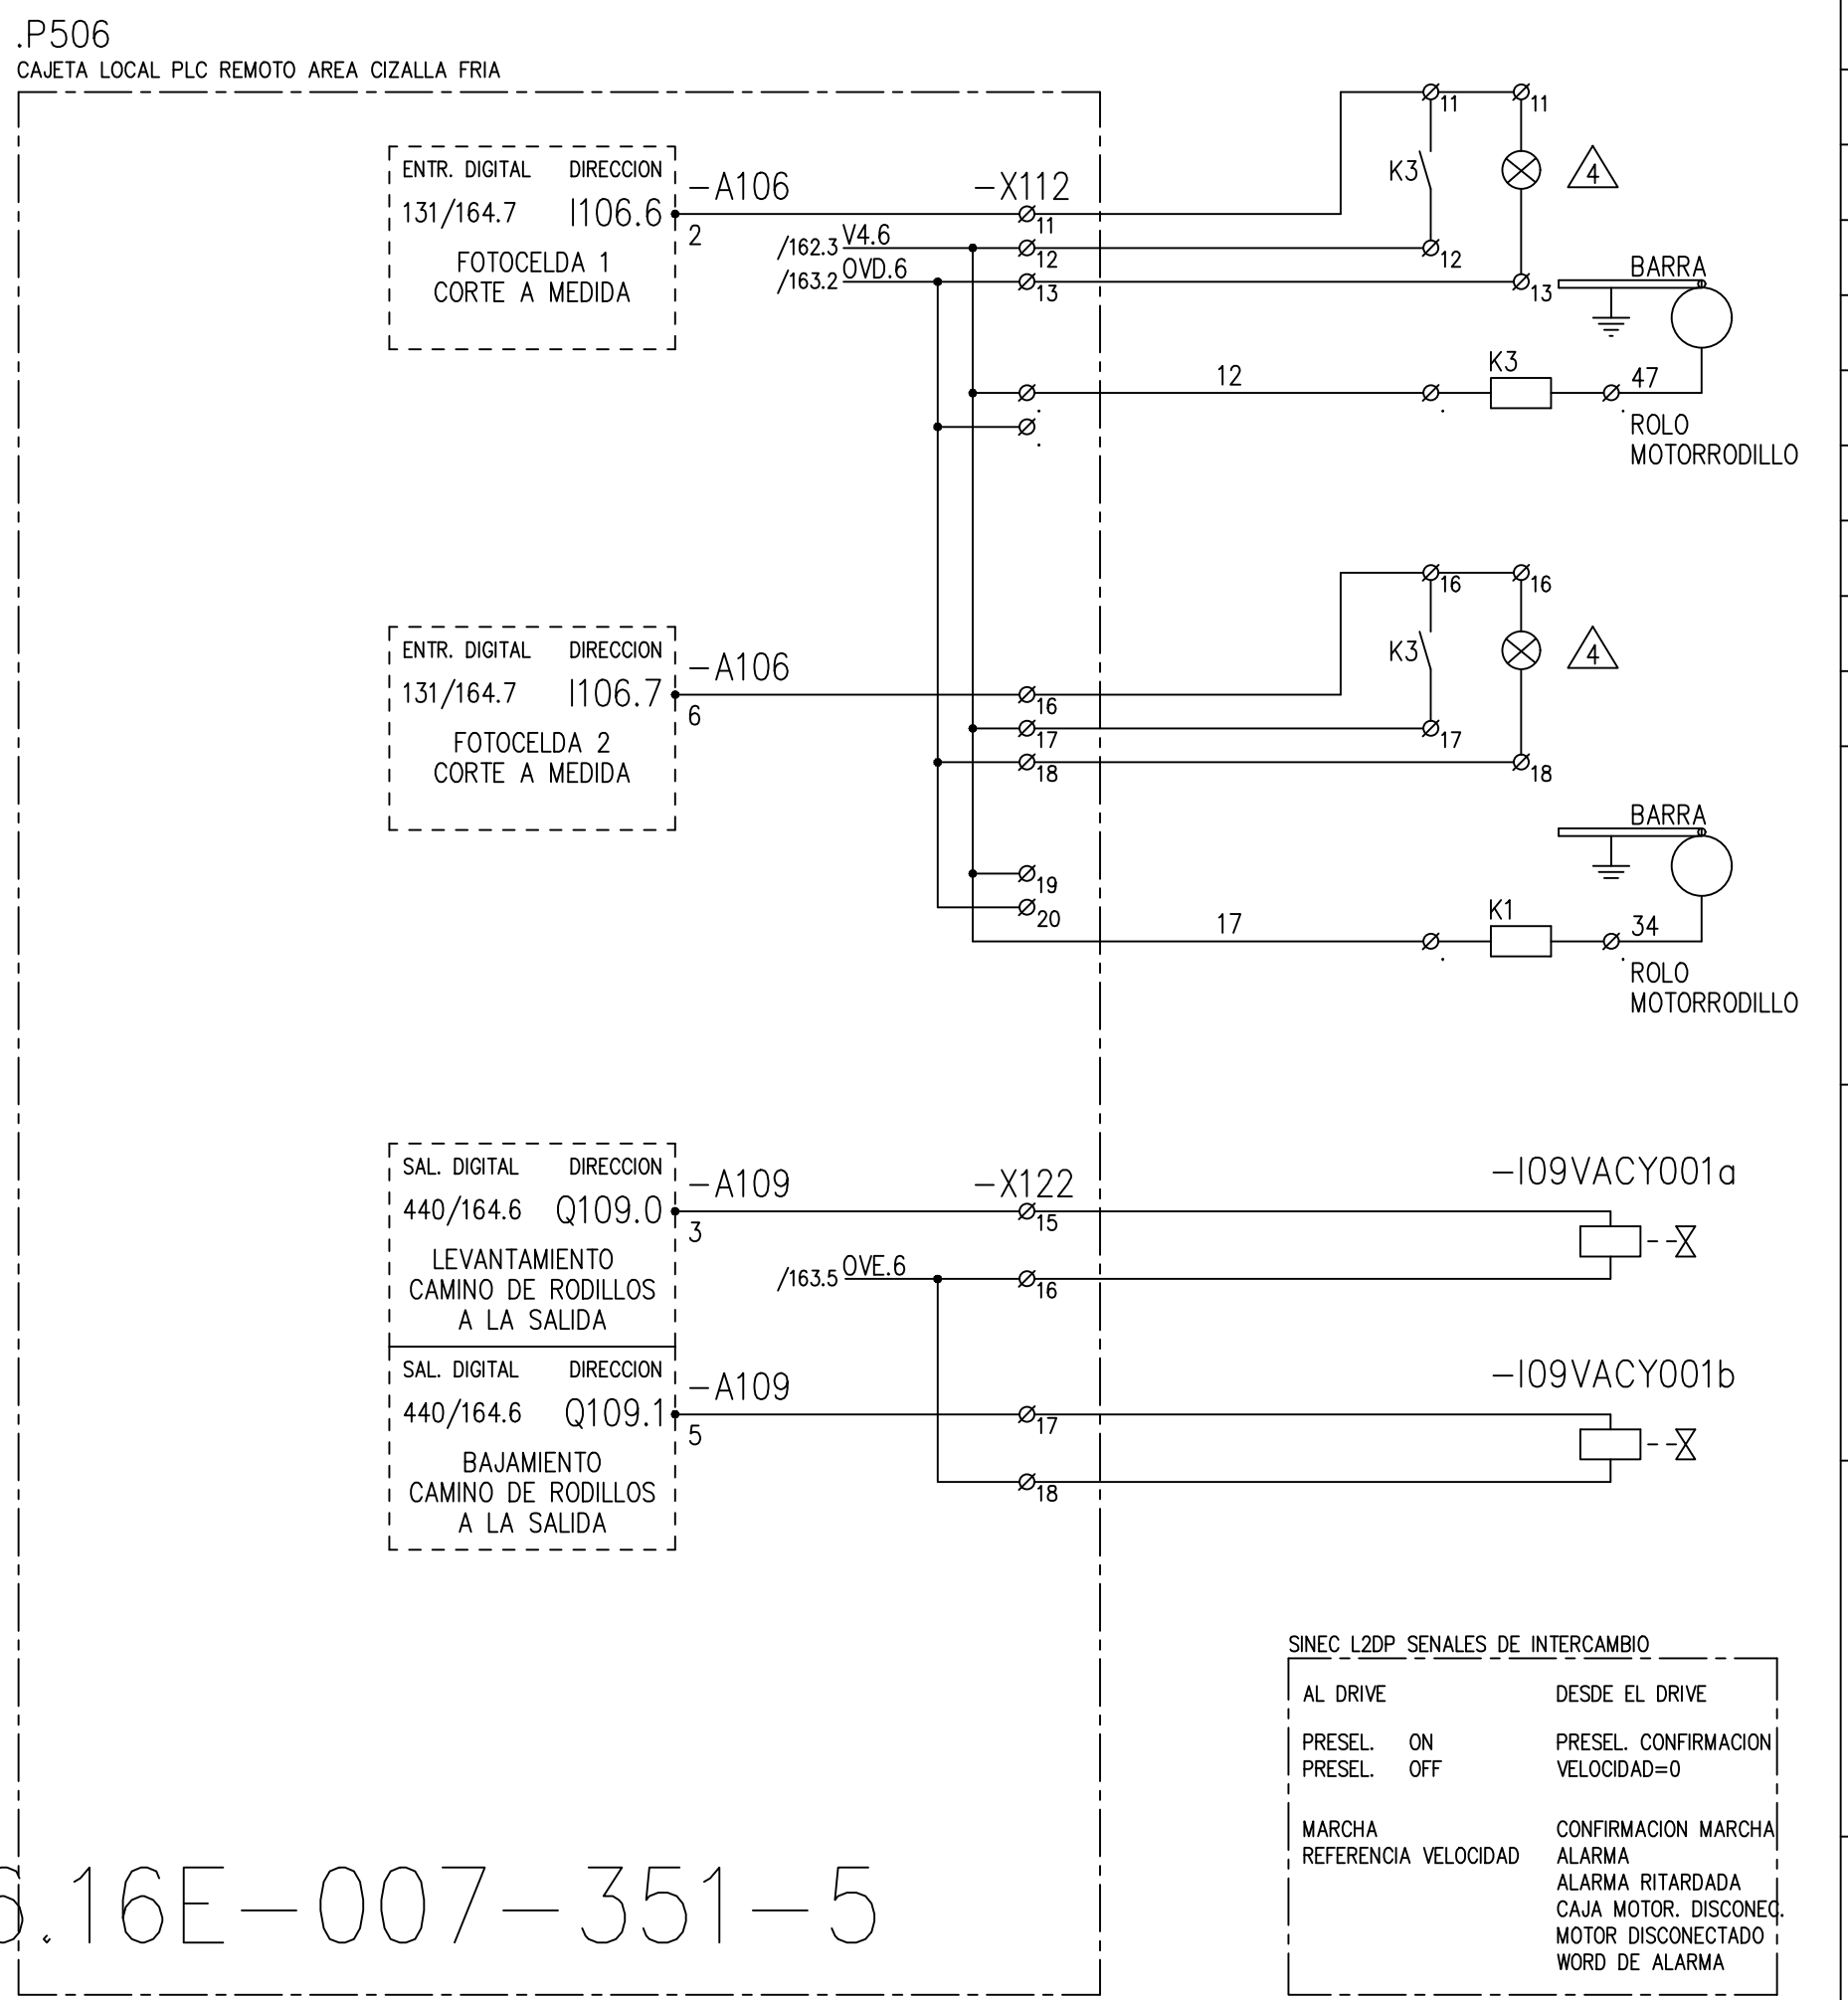 .P506
CAJETA LOCAL PLC REMOTO AREA CIZALLA FRIA
ENTR. DIGITAL DIRECCION
131/164.7 I106.6
FOTOCELDA 1
CORTE A MEDIDA
-A106
2
-X112
11
/162.3 V4.6
12
/163.2 OVD.6
13
11
11
K3
4
12
13
BARRA
.
.
12
.
K3
.
47
ROLO
MOTORRODILLO
ENTR. DIGITAL DIRECCION
131/164.7 I106.7
FOTOCELDA 2
CORTE A MEDIDA
-A106
6
16
17
18
16
16
K3
4
17
18
BARRA
19
20
17
.
K1
.
34
ROLO
MOTORRODILLO
SAL. DIGITAL DIRECCION
440/164.6 Q109.0
LEVANTAMIENTO
CAMINO DE RODILLOS
A LA SALIDA
-A109
3
-X122
15
/163.5 OVE.6
16
-I09VACY001a
SAL. DIGITAL DIRECCION
440/164.6 Q109.1
BAJAMIENTO
CAMINO DE RODILLOS
A LA SALIDA
-A109
5
17
18
-I09VACY001b
SINEC L2DP SENALES DE INTERCAMBIO
AL DRIVE DESDE EL DRIVE
PRESEL. ON PRESEL. CONFIRMACION
PRESEL. OFF VELOCIDAD=0
MARCHA CONFIRMACION MARCHA
REFERENCIA VELOCIDAD ALARMA
ALARMA RITARDADA
CAJA MOTOR. DISCONEC.
MOTOR DISCONECTADO
WORD DE ALARMA
6.16E-007-351-5